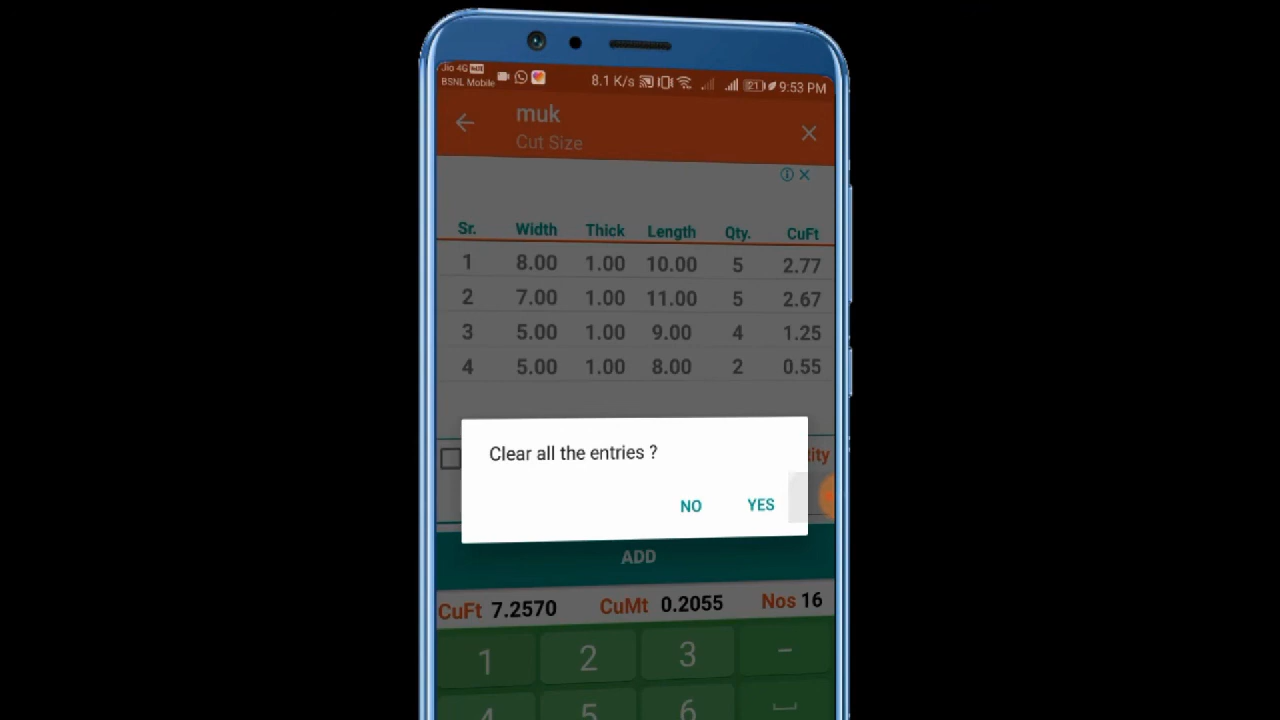 Jio 4G VoLTE
BSNL Mobile
8.1 K/s
21
9:53 PM
muk
Cut Size
Sr. Width Thick Length Qty. CuFt
1 8.00 1.00 10.00 5 2.77
2 7.00 1.00 11.00 5 2.67
3 5.00 1.00 9.00 4 1.25
4 5.00 1.00 8.00 2 0.55
Clear all the entries ?
tity
NO YES
ADD
CuFt 7.2570 CuMt 0.2055 Nos 16
1 2 3 −
4 5 6